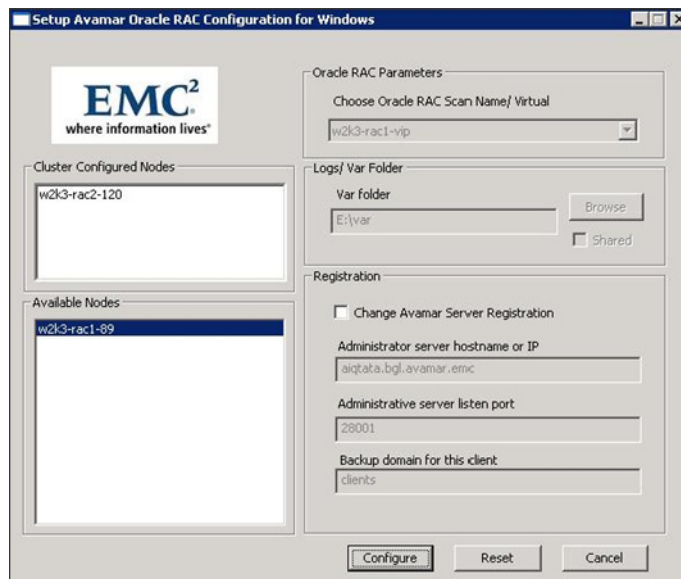 Setup Avamar Oracle RAC Configuration for Windows
EMC²
where information lives®
Cluster Configured Nodes
w2k3-rac2-120
Available Nodes
w2k3-rac1-89
Oracle RAC Parameters
Choose Oracle RAC Scan Name/ Virtual
w2k3-rac1-vip
Logs/ Var Folder
Var folder
E:\var
Browse
Shared
Registration
Change Avamar Server Registration
Administrator server hostname or IP
aiqtata.bgl.avamar.emc
Administrative server listen port
28001
Backup domain for this client
clients
Configure
Reset
Cancel